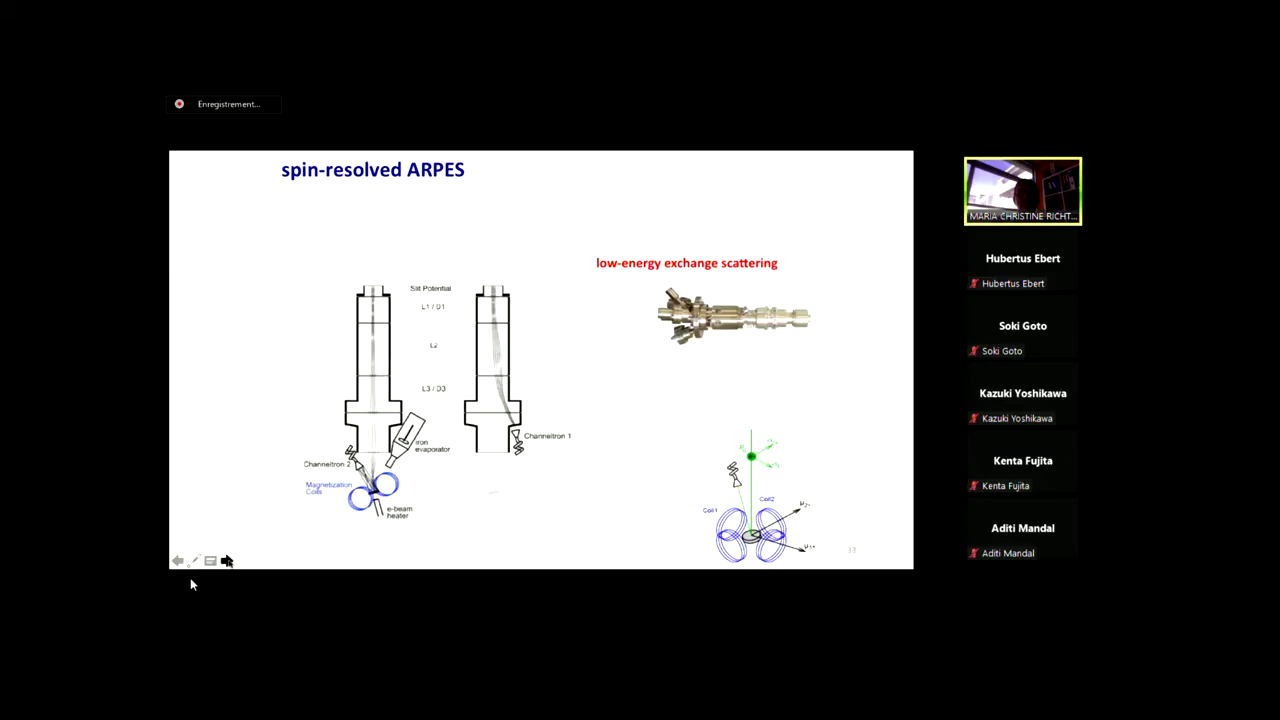 Enregistrement...
spin-resolved ARPES
low-energy exchange scattering
Slit Potential
L1 / D1
L2
L3 / D3
Iron
evaporator
Channeltron 1
Channeltron 2
Magnetization
Coils
e-beam
heater
Coil1
Coil2
33
MARIA CHRISTINE RICHT...
Hubertus Ebert
Hubertus Ebert
Soki Goto
Soki Goto
Kazuki Yoshikawa
Kazuki Yoshikawa
Kenta Fujita
Kenta Fujita
Aditi Mandal
Aditi Mandal